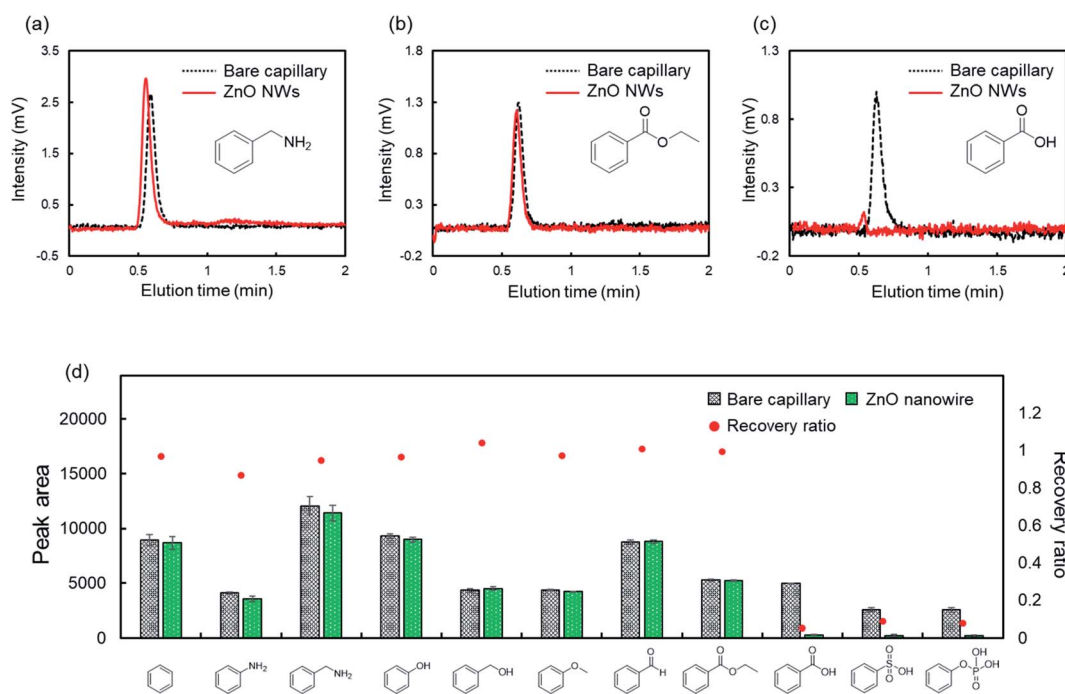 (a)
3.5
2.5
1.5
0.5
-0.5
Intensity (mV)
Bare capillary
ZnO NWs
NH2
0
0.5
1
1.5
2
Elution time (min)
(b)
1.8
1.3
0.8
0.3
-0.2
Intensity (mV)
Bare capillary
ZnO NWs
O
O
0
0.5
1
1.5
2
Elution time (min)
(c)
1.3
0.8
0.3
-0.2
Intensity (mV)
Bare capillary
ZnO NWs
O
OH
0
0.5
1
1.5
2
Elution time (min)
(d)
20000
15000
10000
5000
0
Peak area
Bare capillary
ZnO nanowire
Recovery ratio
1.2
1
0.8
0.6
0.4
0.2
0
Recovery ratio
NH2
NH2
OH
OH
O
O
H
O
O
O
OH
O
S
OH
O
OH
O
P
OH
O